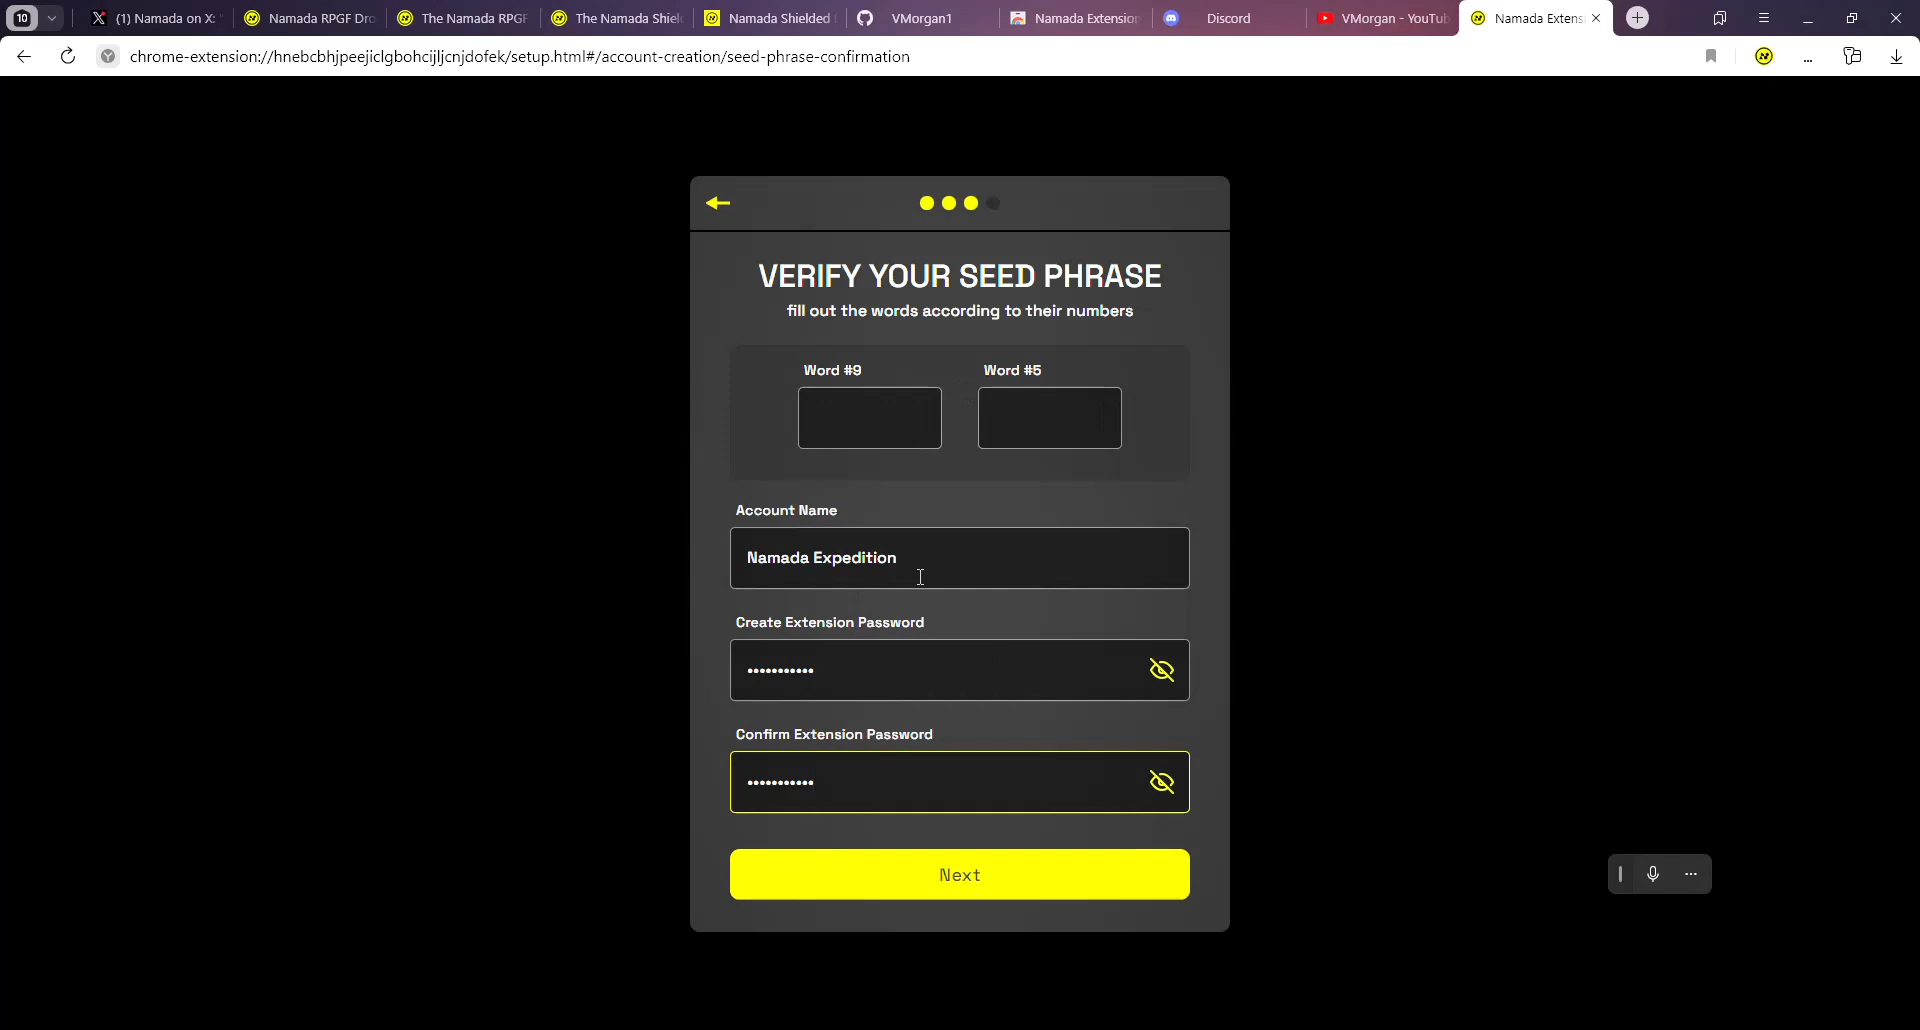 10
(1) Namada on X:
Namada RPGF Dro
The Namada RPGF
The Namada Shiel
Namada Shielded
VMorgan1
Namada Extension
Discord
VMorgan - YouTub
Namada Extens
chrome-extension://hnebcbhjpeejiclgbohcijljcnjdofek/setup.html#/account-creation/seed-phrase-confirmation
VERIFY YOUR SEED PHRASE
fill out the words according to their numbers
Word #9
Word #5
Account Name
Namada Expedition
Create Extension Password
•••••••••••
Confirm Extension Password
•••••••••••
Next